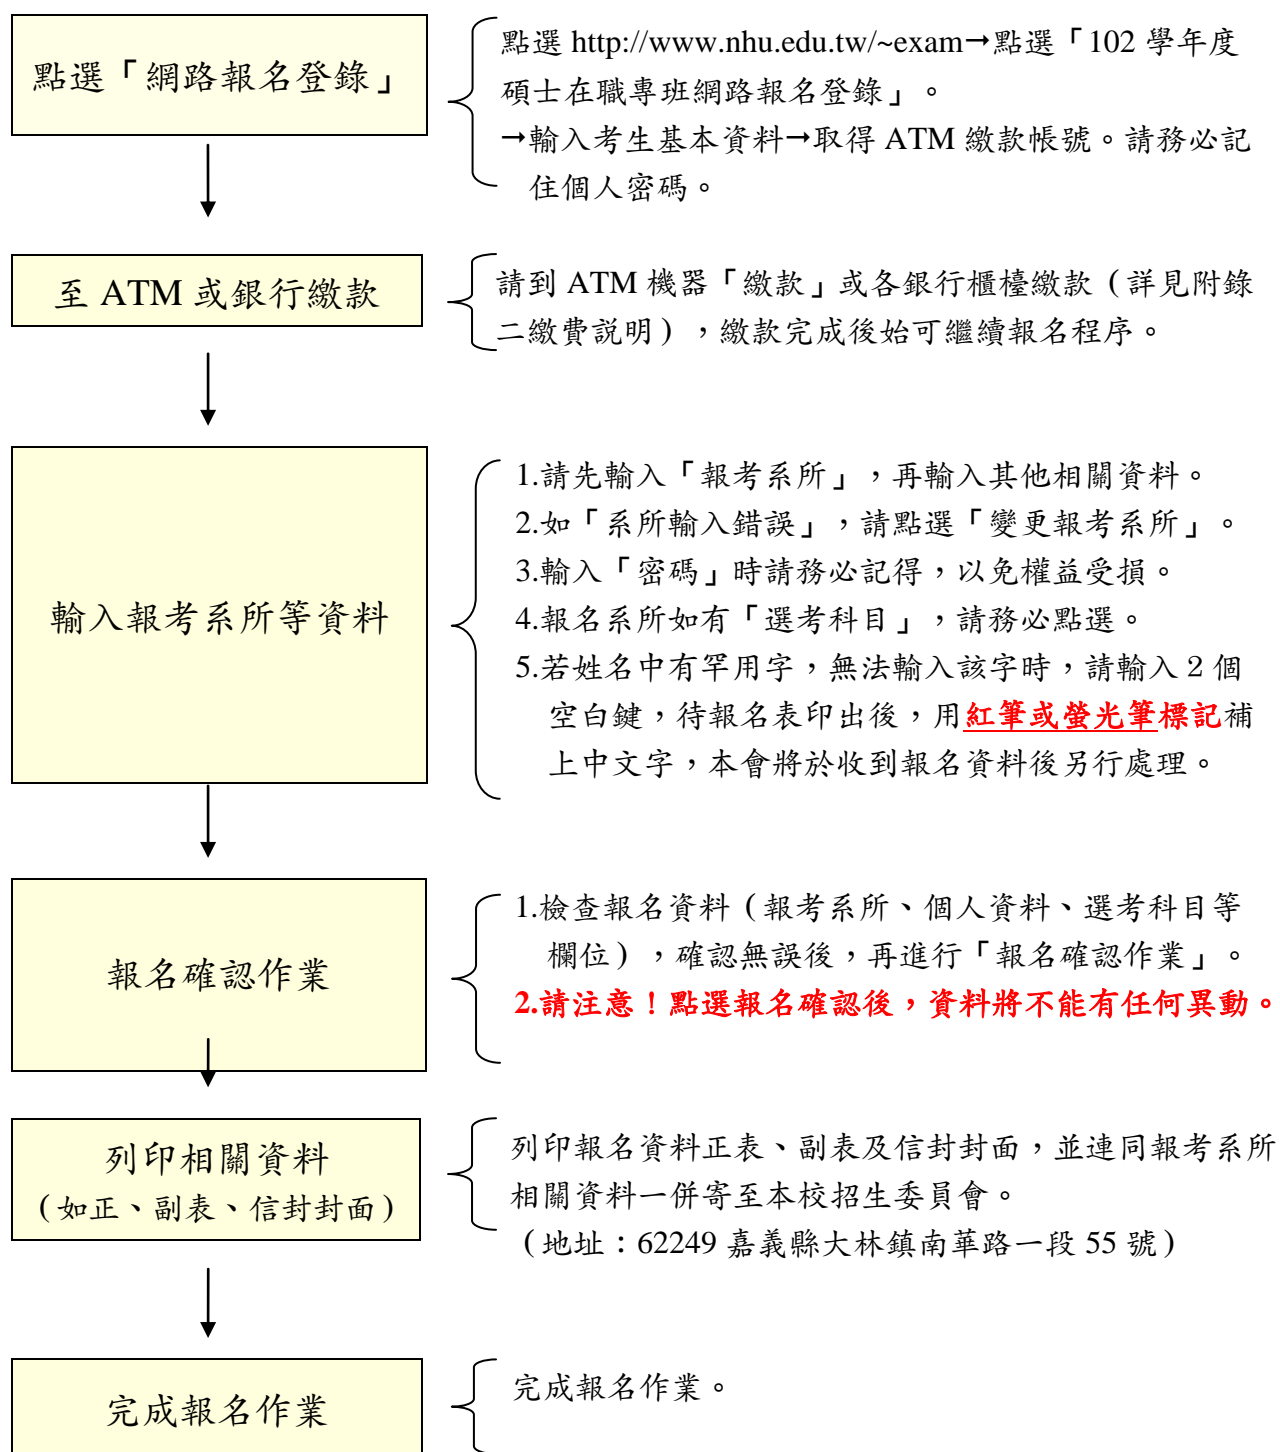 點選「網路報名登錄」
點選 http://www.nhu.edu.tw/~exam→點選「102 學年度
碩士在職專班網路報名登錄」。
→輸入考生基本資料→取得 ATM 繳款帳號。請務必記
住個人密碼。
至 ATM 或銀行繳款
請到 ATM 機器「繳款」或各銀行櫃檯繳款（詳見附錄
二繳費說明），繳款完成後始可繼續報名程序。
輸入報考系所等資料
1.請先輸入「報考系所」，再輸入其他相關資料。
2.如「系所輸入錯誤」，請點選「變更報考系所」。
3.輸入「密碼」時請務必記得，以免權益受損。
4.報名系所如有「選考科目」，請務必點選。
5.若姓名中有罕用字，無法輸入該字時，請輸入２個
空白鍵，待報名表印出後，用紅筆或螢光筆標記補
上中文字，本會將於收到報名資料後另行處理。
報名確認作業
1.檢查報名資料（報考系所、個人資料、選考科目等
欄位），確認無誤後，再進行「報名確認作業」。
2.請注意！點選報名確認後，資料將不能有任何異動。
列印相關資料
（如正、副表、信封封面）
列印報名資料正表、副表及信封封面，並連同報考系所
相關資料一併寄至本校招生委員會。
（地址：62249 嘉義縣大林鎮南華路一段 55 號）
完成報名作業
完成報名作業。